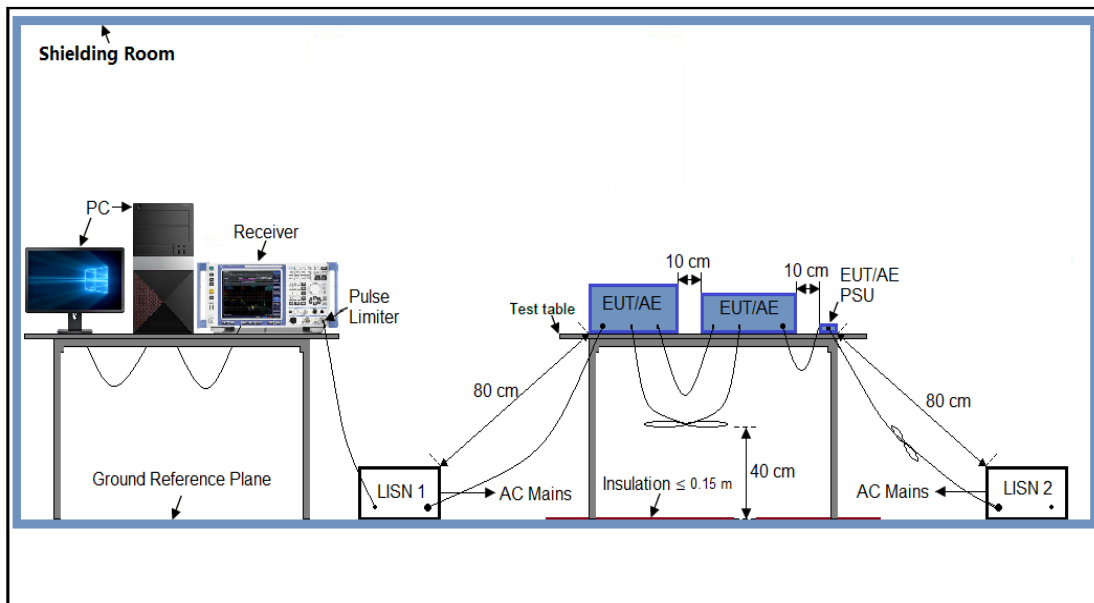 Shielding Room
PC
Receiver
Pulse
Limiter
Test table
10 cm
10 cm
EUT/AE
PSU
EUT/AE
EUT/AE
80 cm
80 cm
40 cm
Ground Reference Plane
LISN 1
AC Mains
Insulation ≤ 0.15 m
AC Mains
LISN 2